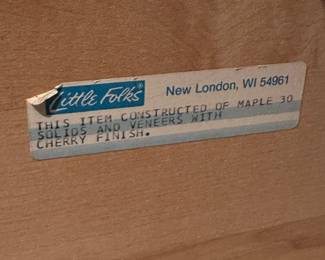 Little Folks® New London, WI 54961
THIS ITEM CONSTRUCTED OF MAPLE 30
SOLIDS AND VENEERS WITH
CHERRY FINISH.